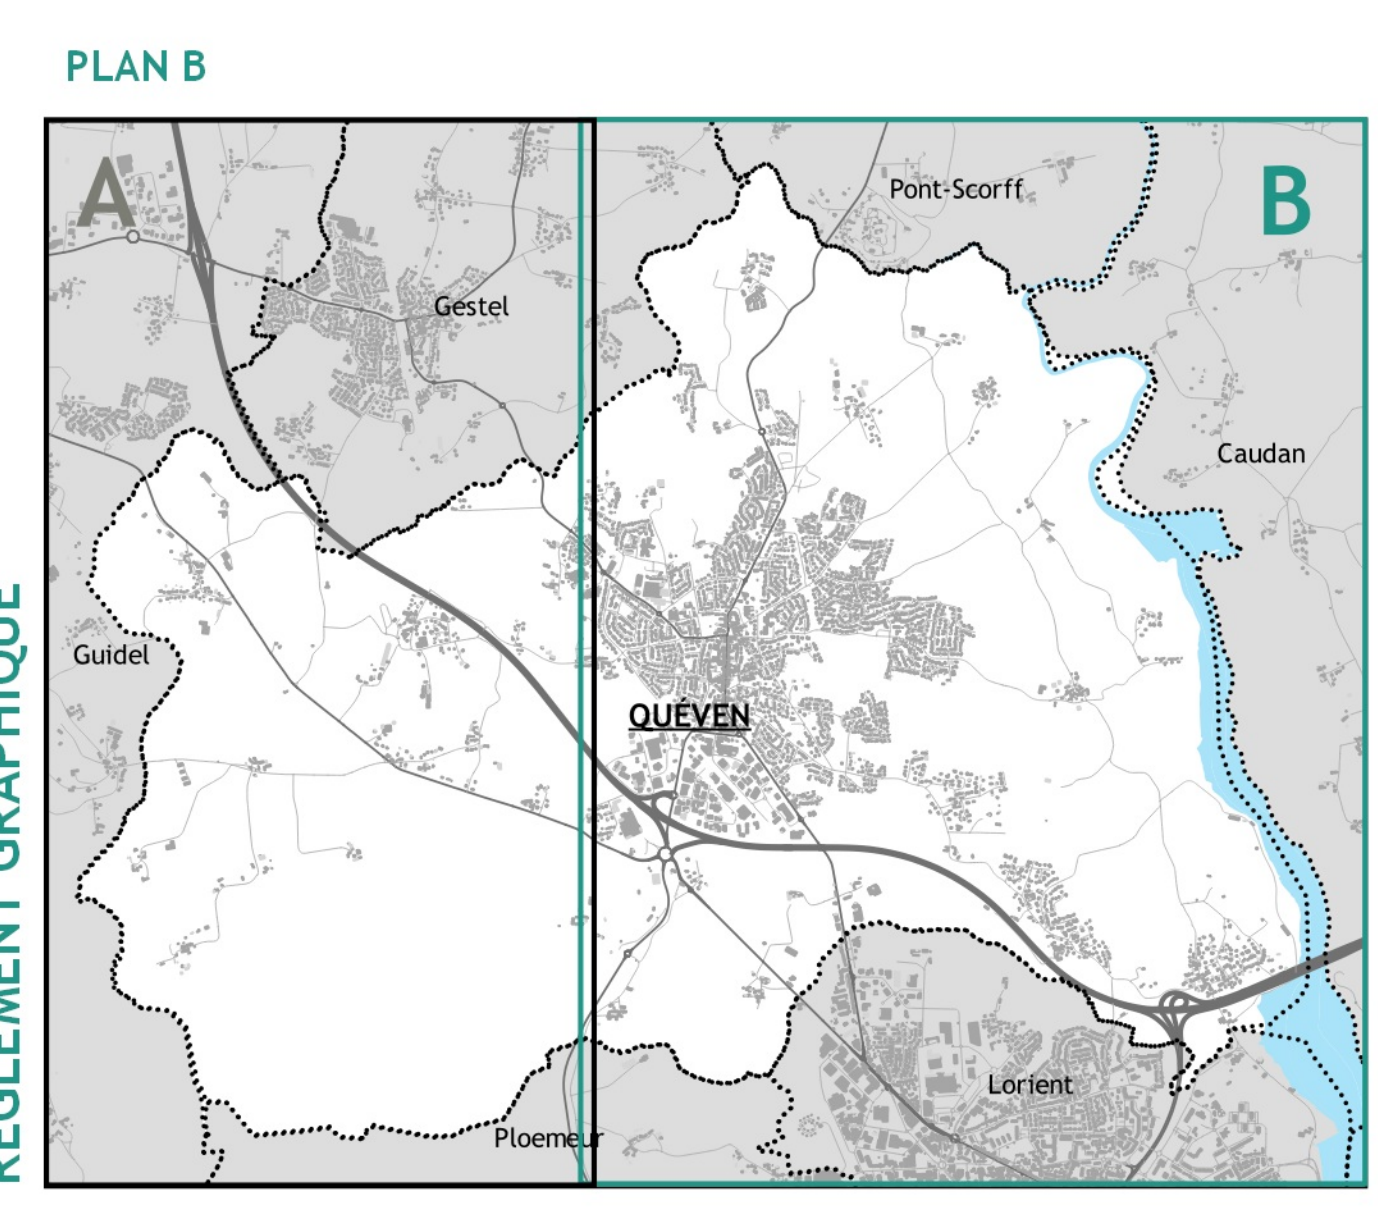 PLAN B
A
B
Pont-Scorff
Gestel
Caudan
RÈGLEMENT GRAPHIQUE
Guidel
QUÉVEN
Lorient
Ploemeur